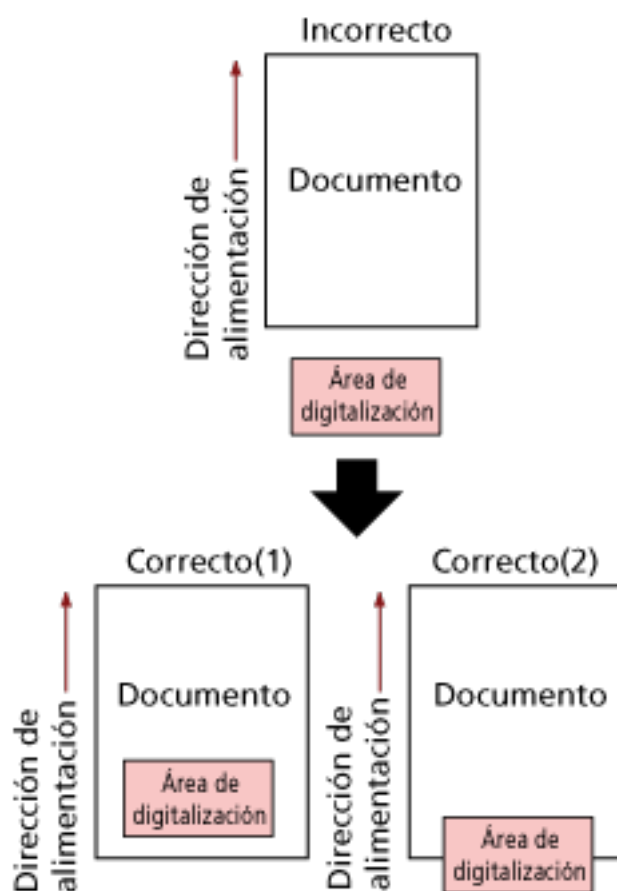 Incorrecto
Dirección de
alimentación
Documento
Área de
digitalización
Correcto(1)
Dirección de
alimentación
Documento
Área de
digitalización
Correcto(2)
Dirección de
alimentación
Documento
Área de
digitalización